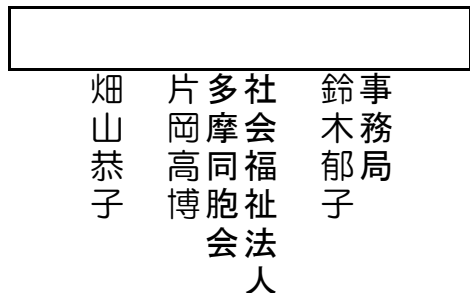 事務局
鈴木郁子
社会福祉法人
多摩同胞会
片岡高博
畑山恭子